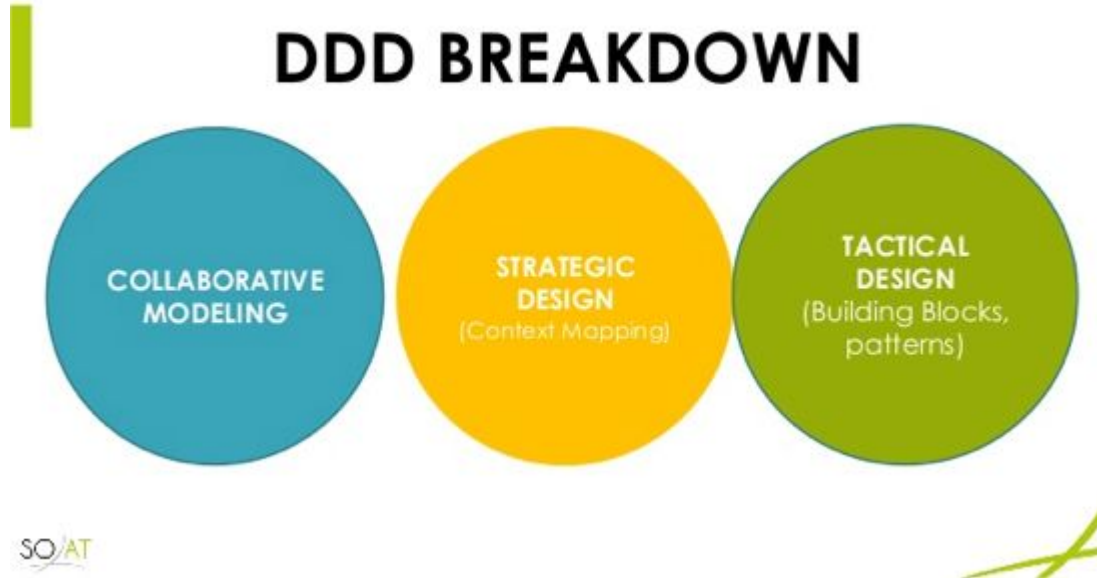 DDD BREAKDOWN
COLLABORATIVE
MODELING
STRATEGIC
DESIGN
(Context Mapping)
TACTICAL
DESIGN
(Building Blocks,
patterns)
SO/AT